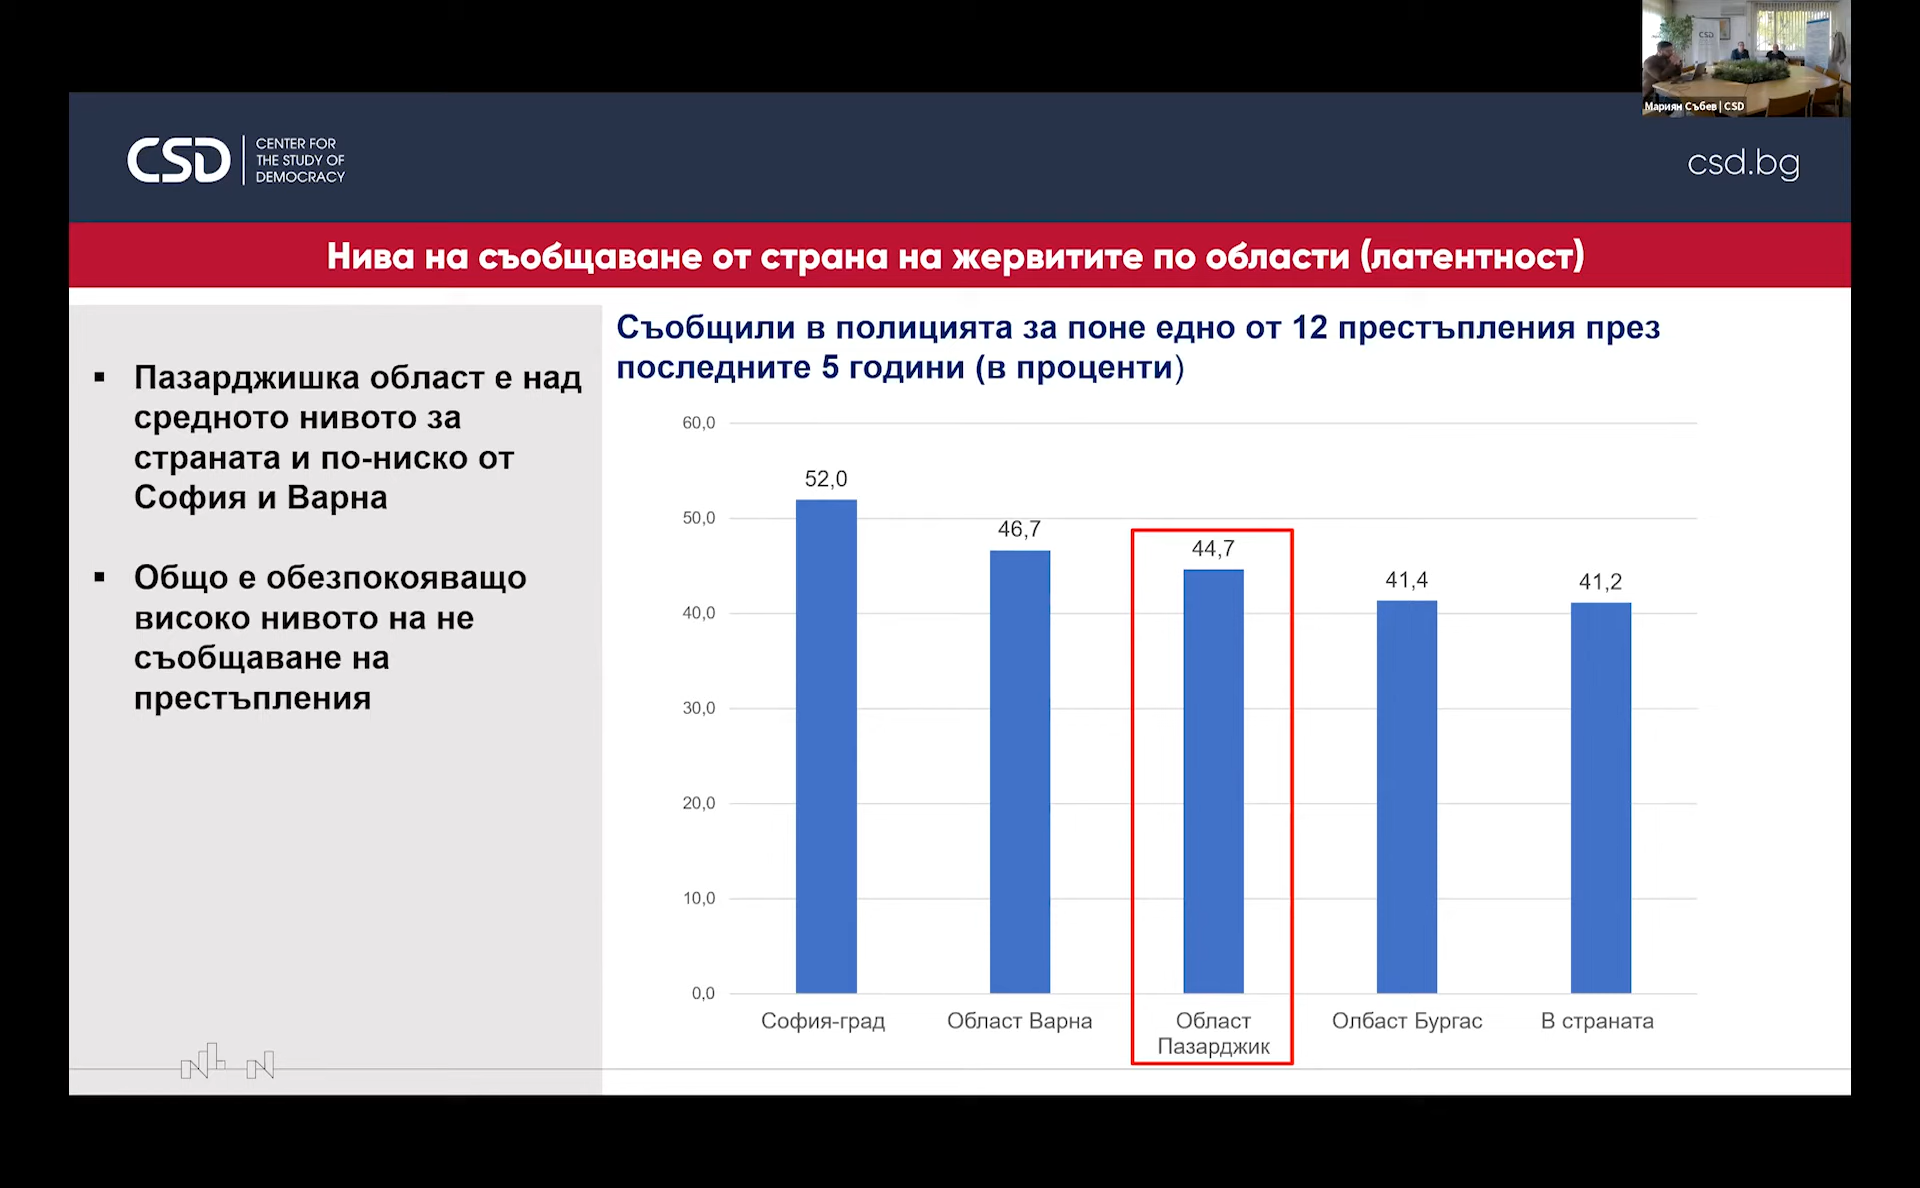 CSD
Мариян Събев | CSD
CSD
CENTER FOR
THE STUDY OF
DEMOCRACY
csd.bg
Нива на съобщаване от страна на жервитите по области (латентност)
▪ Пазарджишка област е над
средното нивото за
страната и по-ниско от
София и Варна
▪ Общо е обезпокояващо
високо нивото на не
съобщаване на
престъпления
Съобщили в полицията за поне едно от 12 престъпления през
последните 5 години (в проценти)
60,0
50,0
40,0
30,0
20,0
10,0
0,0
52,0
46,7
44,7
41,4
41,2
София-град
Област Варна
Област
Пазарджик
Олбаст Бургас
В страната